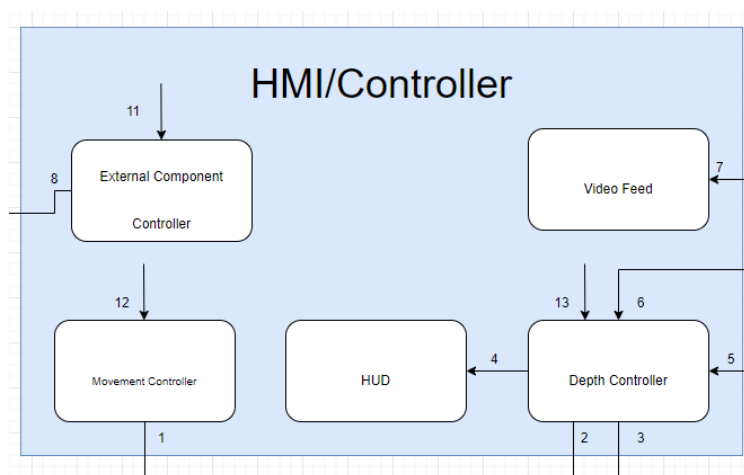 HMI/Controller
11
External Component
Controller
8
Video Feed
7
12
13
6
Movement Controller
HUD
4
Depth Controller
5
1
2
3